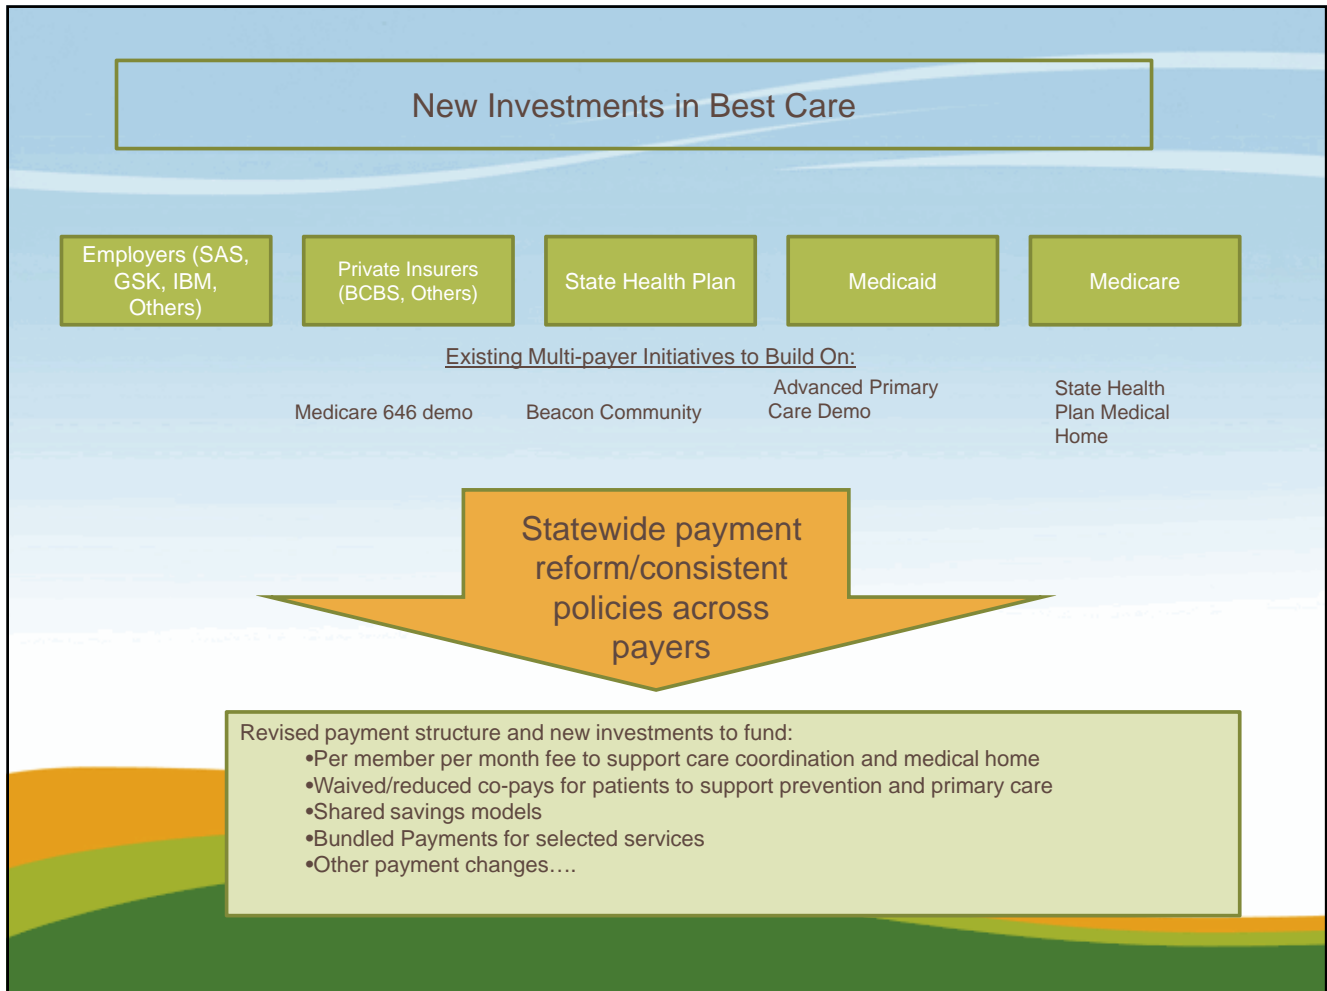 New Investments in Best Care
Employers (SAS,
GSK, IBM,
Others)
Private Insurers
(BCBS, Others)
State Health Plan
Medicaid
Medicare
Existing Multi-payer Initiatives to Build On:
Medicare 646 demo
Beacon Community
Advanced Primary
Care Demo
State Health
Plan Medical
Home
Statewide payment
reform/consistent
policies across
payers
Revised payment structure and new investments to fund:
•Per member per month fee to support care coordination and medical home
•Waived/reduced co-pays for patients to support prevention and primary care
•Shared savings models
•Bundled Payments for selected services
•Other payment changes….